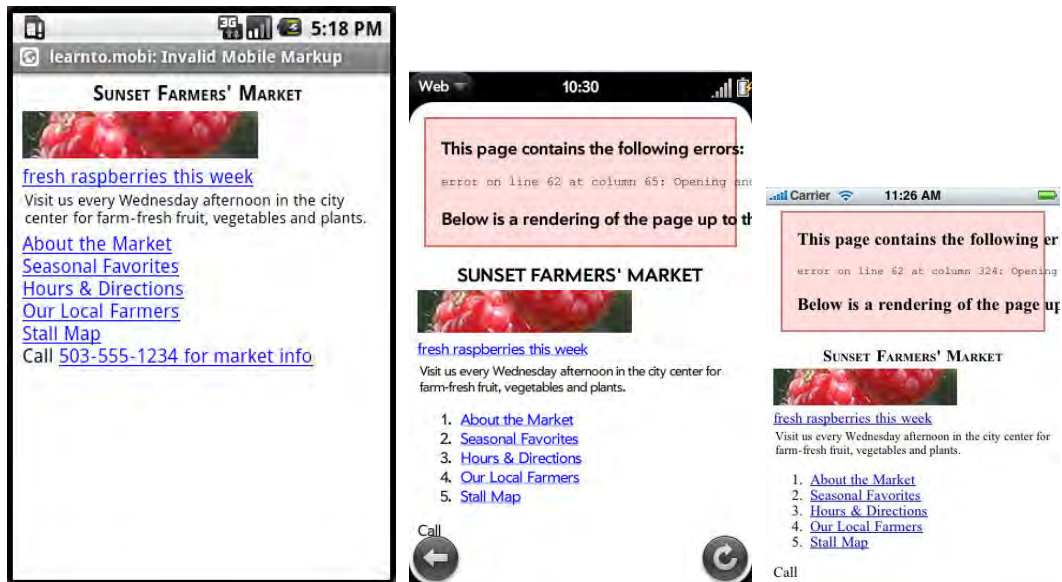 3G 5:18 PM
learnto.mobi: Invalid Mobile Markup
Sunset Farmers' Market
fresh raspberries this week
Visit us every Wednesday afternoon in the city
center for farm-fresh fruit, vegetables and plants.
About the Market
Seasonal Favorites
Hours & Directions
Our Local Farmers
Stall Map
Call 503-555-1234 for market info
Web 10:30
This page contains the following errors:
error on line 62 at column 65: Opening and
Below is a rendering of the page up to th
SUNSET FARMERS' MARKET
fresh raspberries this week
Visit us every Wednesday afternoon in the city center for
farm-fresh fruit, vegetables and plants.
1. About the Market
2. Seasonal Favorites
3. Hours & Directions
4. Our Local Farmers
5. Stall Map
Call
Carrier 11:26 AM
This page contains the following er
error on line 62 at column 324: Opening
Below is a rendering of the page up
Sunset Farmers' Market
fresh raspberries this week
Visit us every Wednesday afternoon in the city center for
farm-fresh fruit, vegetables and plants.
1. About the Market
2. Seasonal Favorites
3. Hours & Directions
4. Our Local Farmers
5. Stall Map
Call